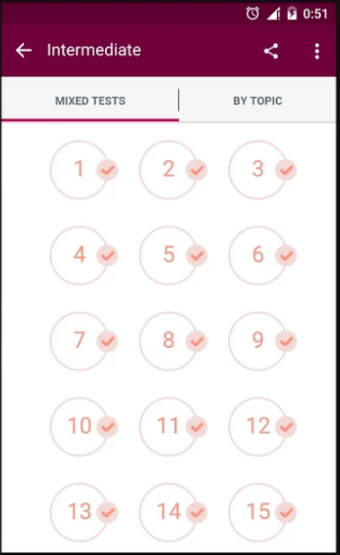 0:51
Intermediate
MIXED TESTS
BY TOPIC
1 2 3
4 5 6
7 8 9
10 11 12
13 14 15